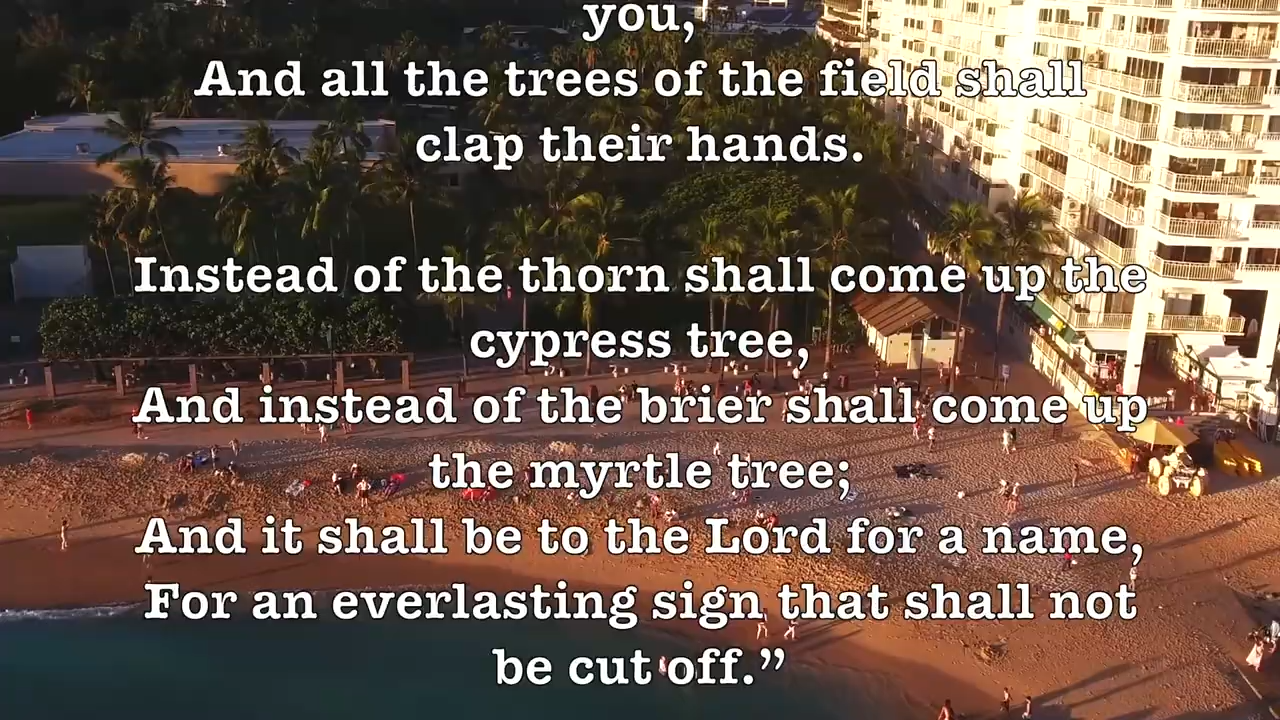 you,
And all the trees of the field shall
clap their hands.
Instead of the thorn shall come up the
cypress tree,
And instead of the brier shall come up
the myrtle tree;
And it shall be to the Lord for a name,
For an everlasting sign that shall not
be cut off.”